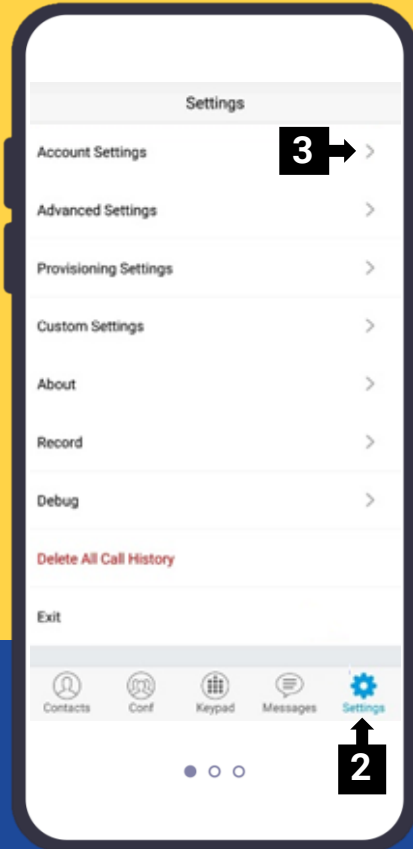 Settings
Account Settings 3
Advanced Settings
Provisioning Settings
Custom Settings
About
Record
Debug
Delete All Call History
Exit
Contacts Conf Keypad Messages Settings
2